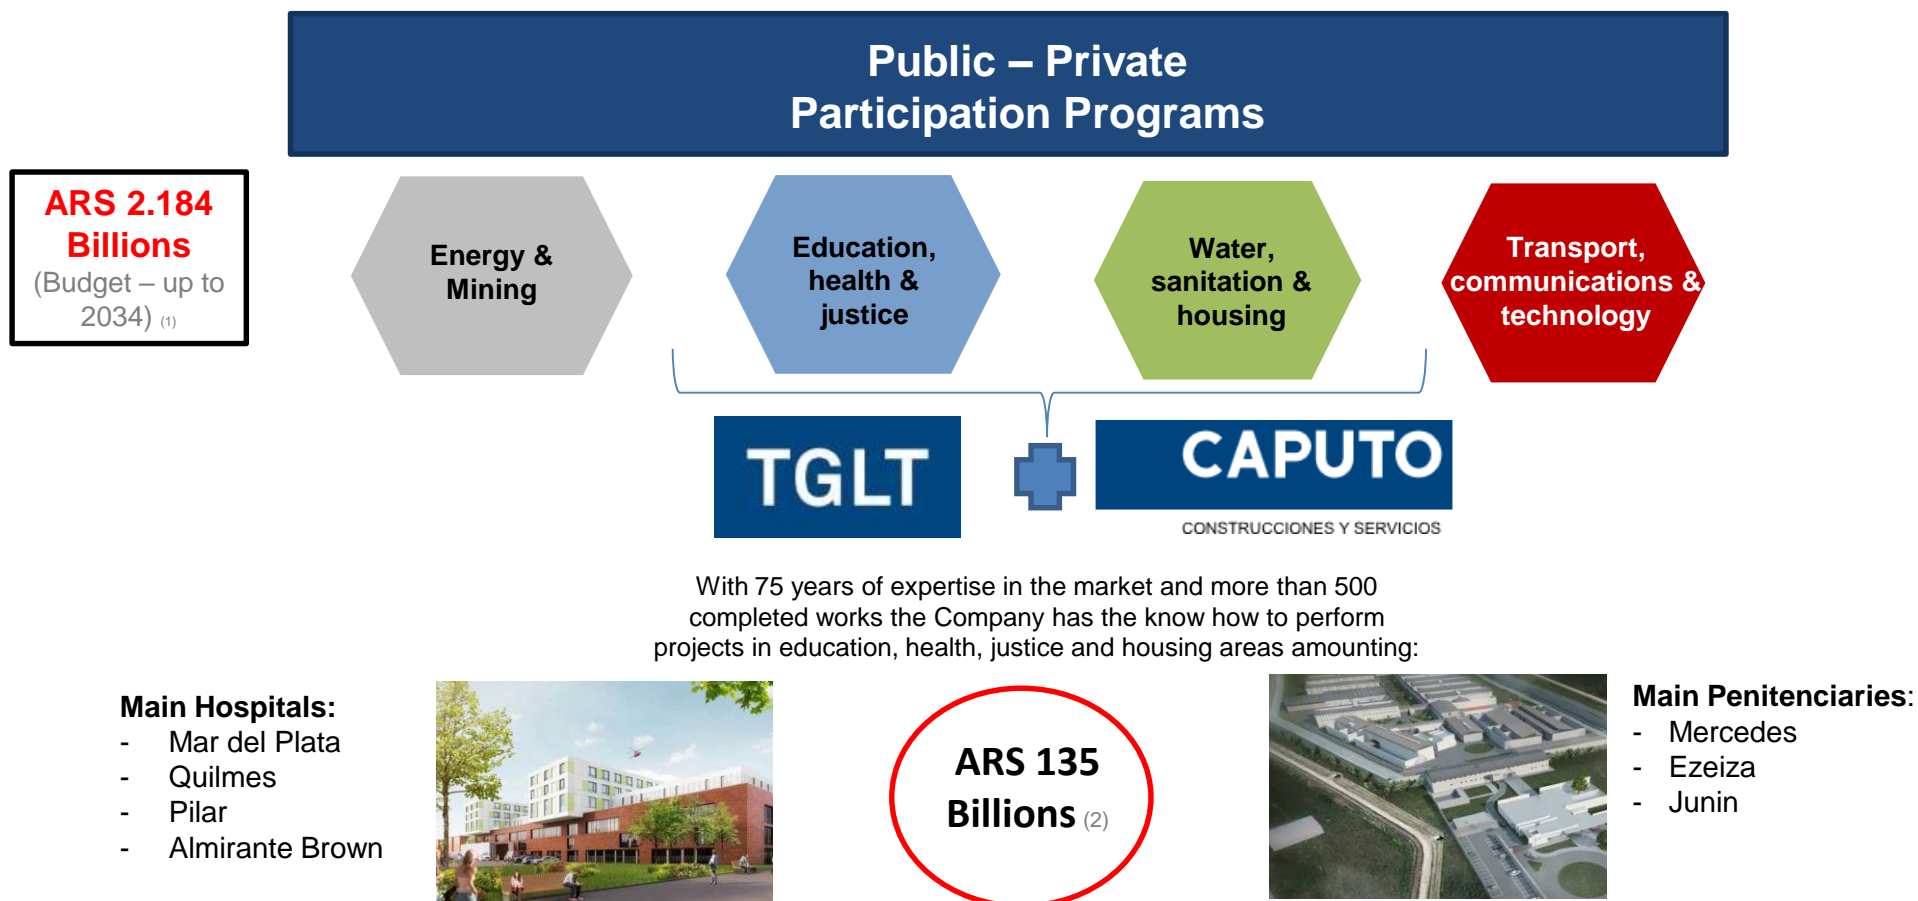 Public – Private
Participation Programs
ARS 2.184
Billions
(Budget – up to
2034) (1)
Energy &
Mining
Education,
health &
justice
Water,
sanitation &
housing
Transport,
communications &
technology
TGLT
CAPUTO
CONSTRUCCIONES Y SERVICIOS
With 75 years of expertise in the market and more than 500
completed works the Company has the know how to perform
projects in education, health, justice and housing areas amounting:
Main Hospitals:
- Mar del Plata
- Quilmes
- Pilar
- Almirante Brown
ARS 135
Billions (2)
Main Penitenciaries:
- Mercedes
- Ezeiza
- Junin